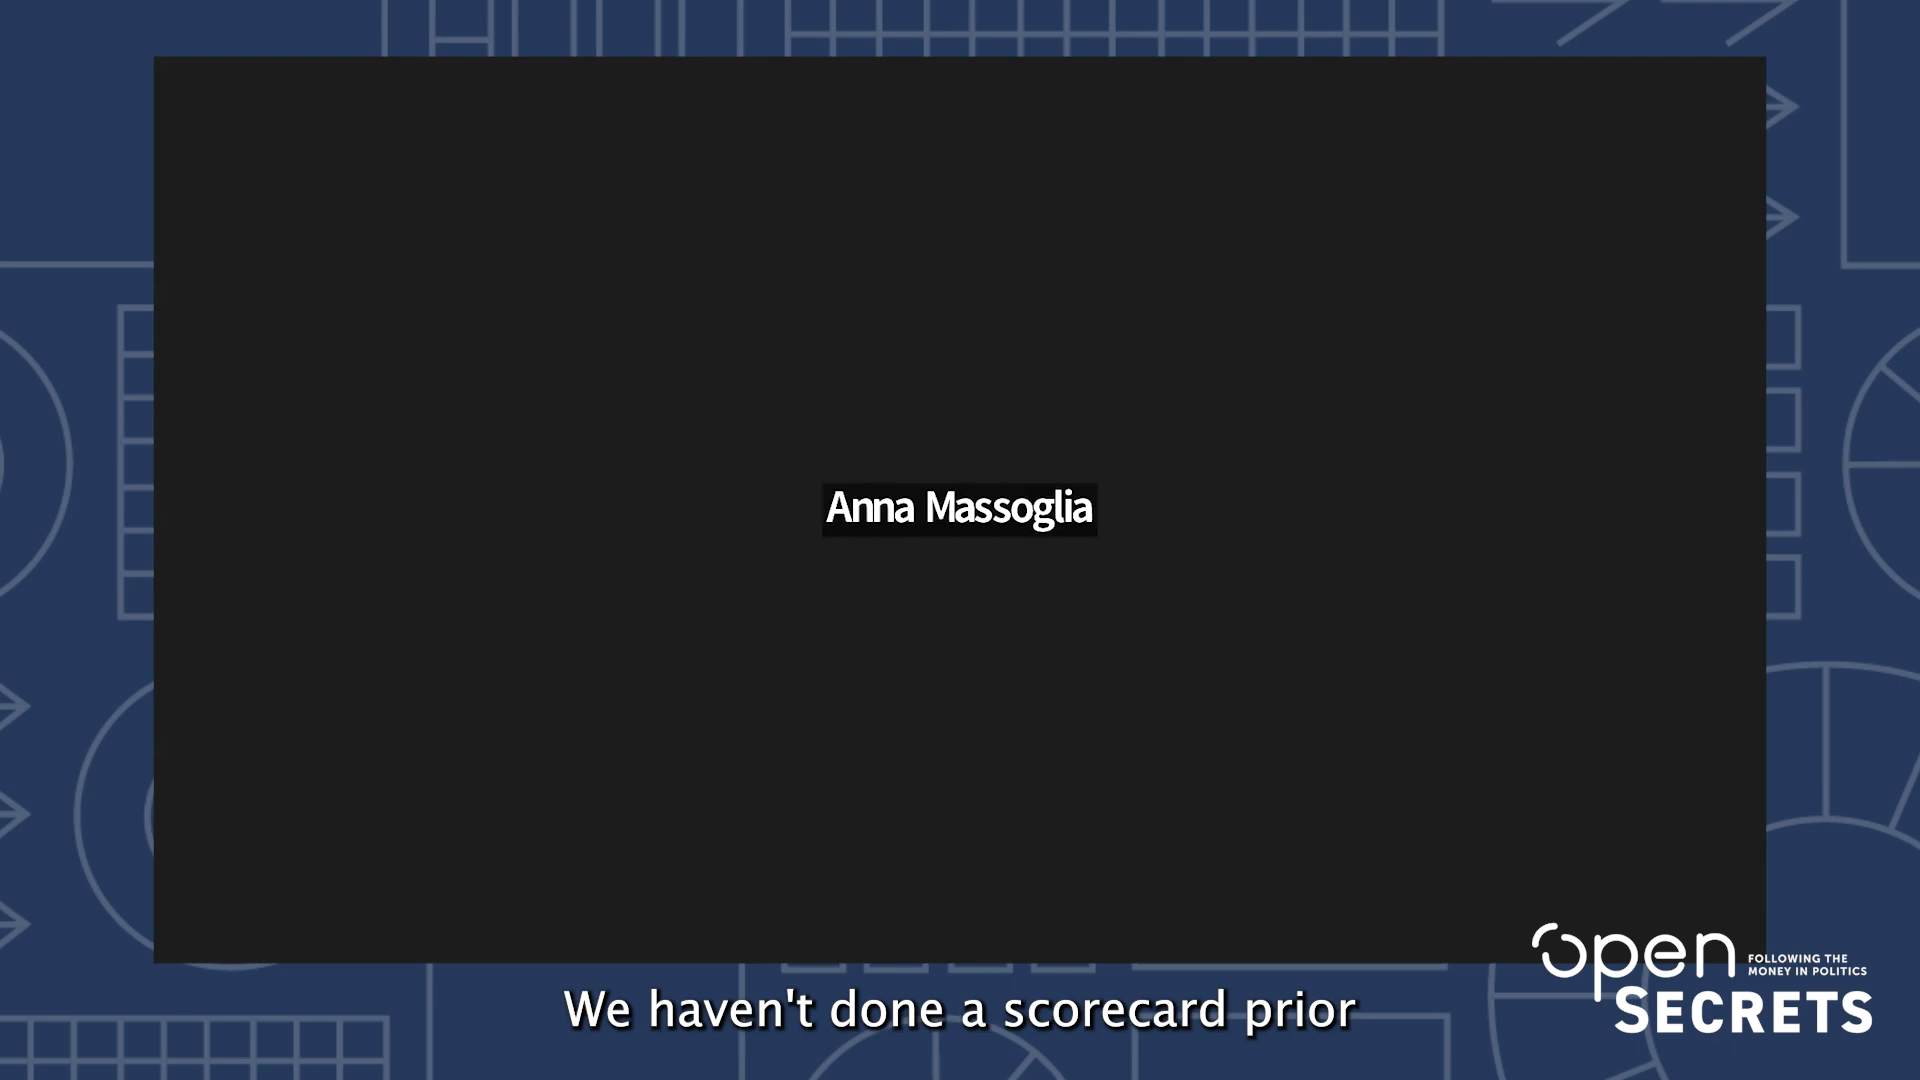 Anna Massoglia
open
FOLLOWING THE
MONEY IN POLITICS
SECRETS
We haven't done a scorecard prior